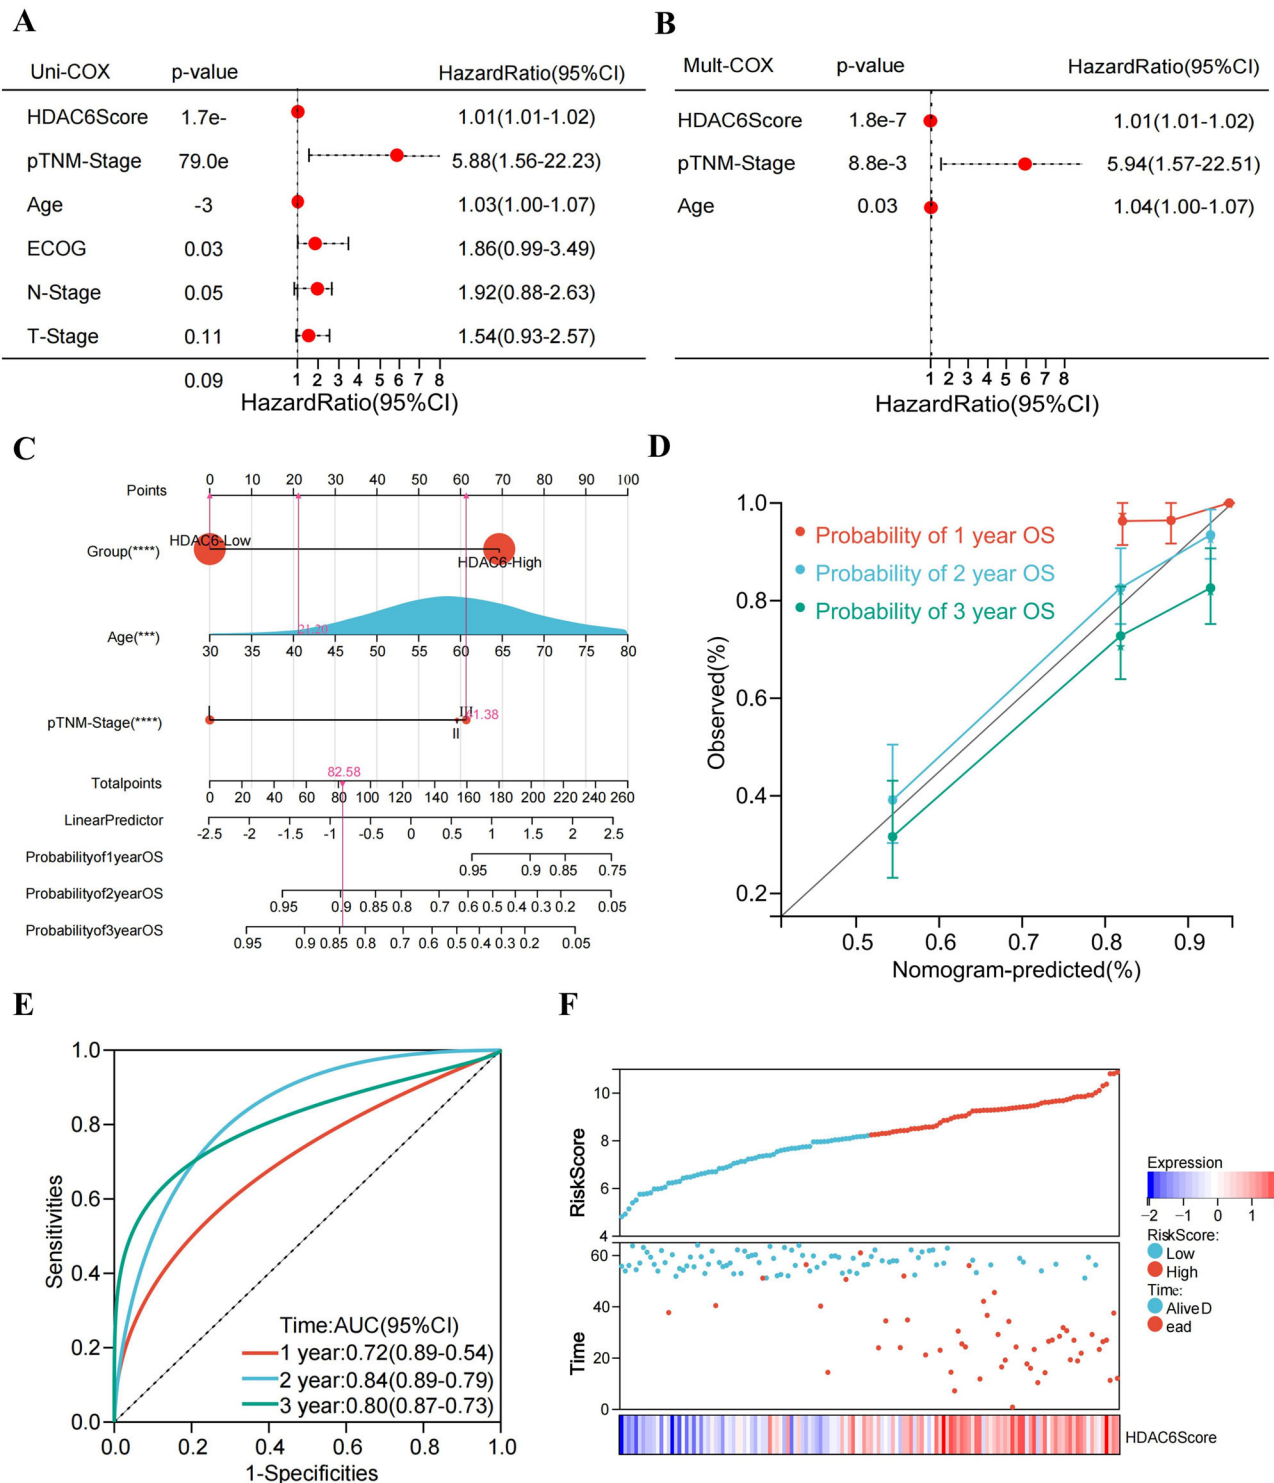 A
Uni-COX p-value HazardRatio(95%CI)
HDAC6Score 1.7e- 1.01(1.01-1.02)
pTNM-Stage 79.0e 5.88(1.56-22.23)
Age -3 1.03(1.00-1.07)
ECOG 0.03 1.86(0.99-3.49)
N-Stage 0.05 1.92(0.88-2.63)
T-Stage 0.11 1.54(0.93-2.57)
0.09
1 2 3 4 5 6 7 8
HazardRatio(95%CI)
B
Mult-COX p-value HazardRatio(95%CI)
HDAC6Score 1.8e-7 1.01(1.01-1.02)
pTNM-Stage 8.8e-3 5.94(1.57-22.51)
Age 0.03 1.04(1.00-1.07)
1 2 3 4 5 6 7 8
HazardRatio(95%CI)
C
0 10 20 30 40 50 60 70 80 90 100
Points
HDAC6-Low
Group(****)
HDAC6-High
21.20
Age(***)
30 35 40 45 50 55 60 65 70 75 80
I III 61.38
pTNM-Stage(****)
II
82.58
Totalpoints
0 20 40 60 80 100 120 140 160 180 200 220 240 260
LinearPredictor
-2.5 -2 -1.5 -1 -0.5 0 0.5 1 1.5 2 2.5
Probabilityof1yearOS
0.95 0.9 0.85 0.75
Probabilityof2yearOS
0.95 0.9 0.85 0.8 0.7 0.6 0.5 0.4 0.3 0.2 0.05
Probabilityof3yearOS
0.95 0.9 0.85 0.8 0.7 0.6 0.5 0.4 0.3 0.2 0.05
D
1.0
0.8
0.6
0.4
0.2
Observed(%)
Probability of 1 year OS
Probability of 2 year OS
Probability of 3 year OS
0.5 0.6 0.7 0.8 0.9
Nomogram-predicted(%)
E
1.0
0.8
0.6
0.4
0.2
0.0
Sensitivities
Time:AUC(95%CI)
1 year:0.72(0.89-0.54)
2 year:0.84(0.89-0.79)
3 year:0.80(0.87-0.73)
0.0 0.2 0.4 0.6 0.8 1.0
1-Specificities
F
10
8
6
4
RiskScore
60
40
20
0
Time
HDAC6Score
Expression
−2 −1 0 1
RiskScore:
Low
High
Time:
Alive D
ead